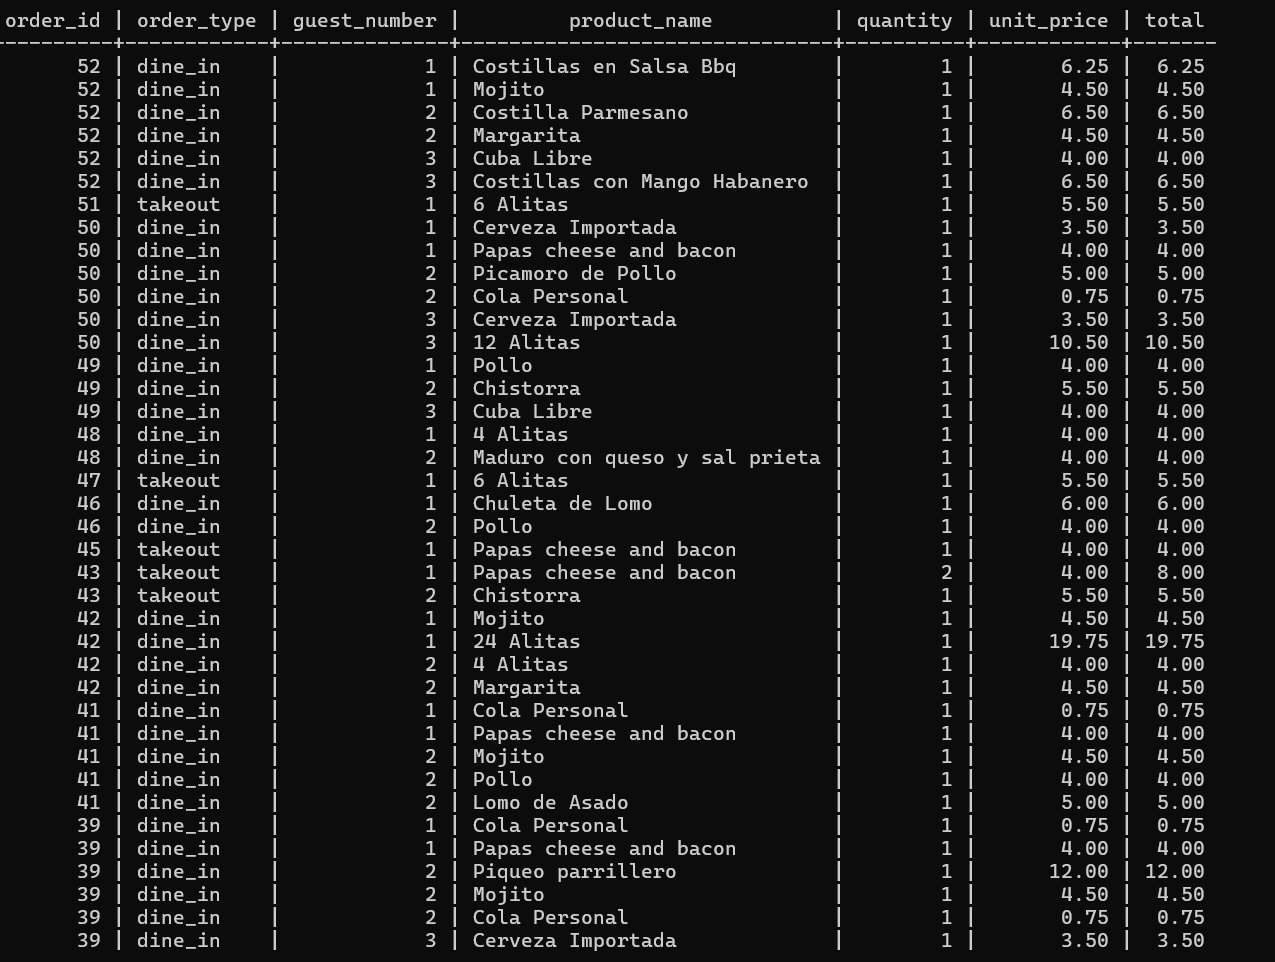 order_id | order_type | guest_number |         product_name          | quantity | unit_price | total
----------+------------+--------------+-------------------------------+----------+------------+-------
      52 | dine_in    |            1 | Costillas en Salsa Bbq        |        1 |       6.25 |  6.25
      52 | dine_in    |            1 | Mojito                        |        1 |       4.50 |  4.50
      52 | dine_in    |            2 | Costilla Parmesano            |        1 |       6.50 |  6.50
      52 | dine_in    |            2 | Margarita                     |        1 |       4.50 |  4.50
      52 | dine_in    |            3 | Cuba Libre                    |        1 |       4.00 |  4.00
      52 | dine_in    |            3 | Costillas con Mango Habanero  |        1 |       6.50 |  6.50
      51 | takeout    |            1 | 6 Alitas                      |        1 |       5.50 |  5.50
      50 | dine_in    |            1 | Cerveza Importada             |        1 |       3.50 |  3.50
      50 | dine_in    |            1 | Papas cheese and bacon        |        1 |       4.00 |  4.00
      50 | dine_in    |            2 | Picamoro de Pollo             |        1 |       5.00 |  5.00
      50 | dine_in    |            2 | Cola Personal                 |        1 |       0.75 |  0.75
      50 | dine_in    |            3 | Cerveza Importada             |        1 |       3.50 |  3.50
      50 | dine_in    |            3 | 12 Alitas                     |        1 |      10.50 | 10.50
      49 | dine_in    |            1 | Pollo                         |        1 |       4.00 |  4.00
      49 | dine_in    |            2 | Chistorra                     |        1 |       5.50 |  5.50
      49 | dine_in    |            3 | Cuba Libre                    |        1 |       4.00 |  4.00
      48 | dine_in    |            1 | 4 Alitas                      |        1 |       4.00 |  4.00
      48 | dine_in    |            2 | Maduro con queso y sal prieta |        1 |       4.00 |  4.00
      47 | takeout    |            1 | 6 Alitas                      |        1 |       5.50 |  5.50
      46 | dine_in    |            1 | Chuleta de Lomo               |        1 |       6.00 |  6.00
      46 | dine_in    |            2 | Pollo                         |        1 |       4.00 |  4.00
      45 | takeout    |            1 | Papas cheese and bacon        |        1 |       4.00 |  4.00
      43 | takeout    |            1 | Papas cheese and bacon        |        2 |       4.00 |  8.00
      43 | takeout    |            2 | Chistorra                     |        1 |       5.50 |  5.50
      42 | dine_in    |            1 | Mojito                        |        1 |       4.50 |  4.50
      42 | dine_in    |            1 | 24 Alitas                     |        1 |      19.75 | 19.75
      42 | dine_in    |            2 | 4 Alitas                      |        1 |       4.00 |  4.00
      42 | dine_in    |            2 | Margarita                     |        1 |       4.50 |  4.50
      41 | dine_in    |            1 | Cola Personal                 |        1 |       0.75 |  0.75
      41 | dine_in    |            1 | Papas cheese and bacon        |        1 |       4.00 |  4.00
      41 | dine_in    |            2 | Mojito                        |        1 |       4.50 |  4.50
      41 | dine_in    |            2 | Pollo                         |        1 |       4.00 |  4.00
      41 | dine_in    |            2 | Lomo de Asado                 |        1 |       5.00 |  5.00
      39 | dine_in    |            1 | Cola Personal                 |        1 |       0.75 |  0.75
      39 | dine_in    |            1 | Papas cheese and bacon        |        1 |       4.00 |  4.00
      39 | dine_in    |            2 | Piqueo parrillero             |        1 |      12.00 | 12.00
      39 | dine_in    |            2 | Mojito                        |        1 |       4.50 |  4.50
      39 | dine_in    |            2 | Cola Personal                 |        1 |       0.75 |  0.75
      39 | dine_in    |            3 | Cerveza Importada             |        1 |       3.50 |  3.50